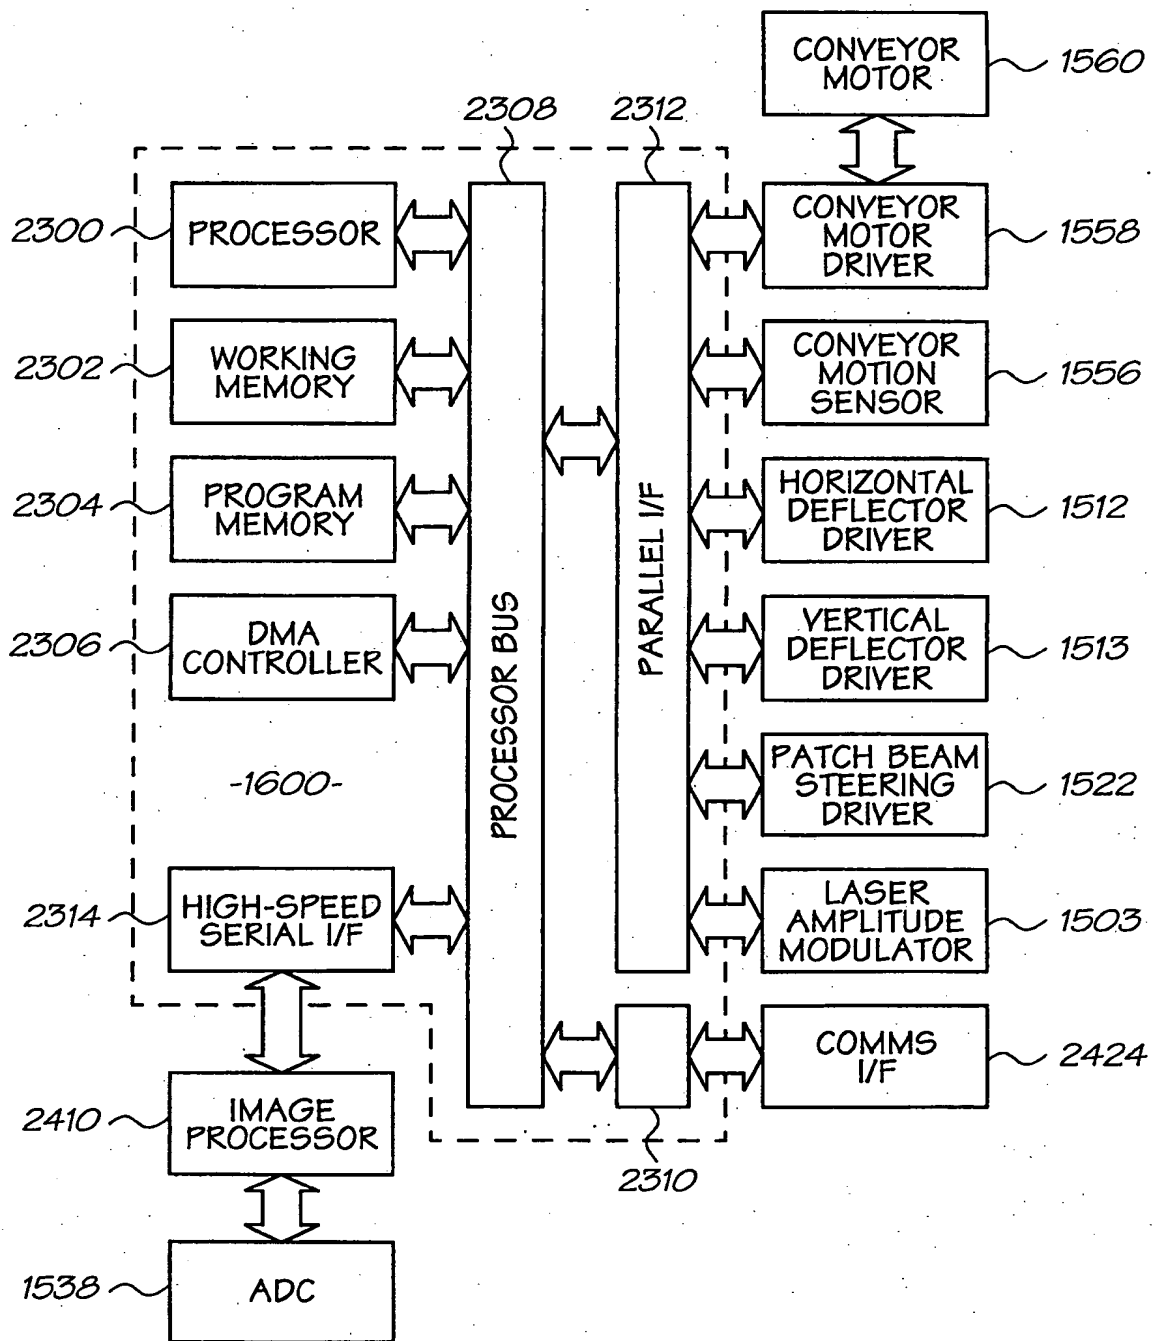 CONVEYOR
MOTOR
1560
2308
2312
2300
PROCESSOR
CONVEYOR
MOTOR
DRIVER
1558
2302
WORKING
MEMORY
CONVEYOR
MOTION
SENSOR
1556
2304
PROGRAM
MEMORY
HORIZONTAL
DEFLECTOR
DRIVER
1512
2306
DMA
CONTROLLER
PROCESSOR BUS
PARALLEL I/F
VERTICAL
DEFLECTOR
DRIVER
1513
-1600-
PATCH BEAM
STEERING
DRIVER
1522
2314
HIGH-SPEED
SERIAL I/F
LASER
AMPLITUDE
MODULATOR
1503
COMMS
I/F
2424
2410
IMAGE
PROCESSOR
2310
1538
ADC